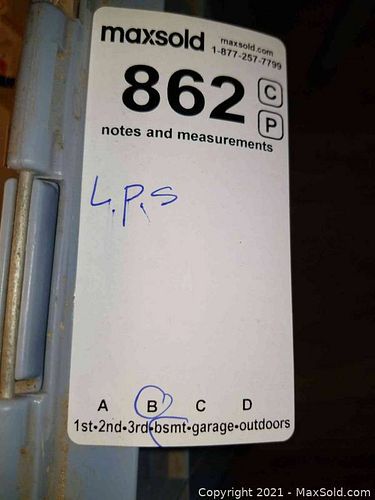 maxsold
maxsold.com
1-877-257-7799
862
C
P
notes and measurements
L.P.S
A B C D
1st•2nd•3rd•bsmt•garage•outdoors
Copyright 2021 - MaxSold.com